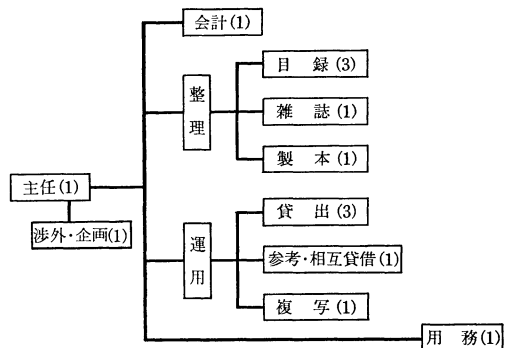 会計(1)
目録(3)
整理
雑誌(1)
製本(1)
主任(1)
渉外・企画(1)
貸出(3)
運用
参考・相互貸借(1)
複写(1)
用務(1)